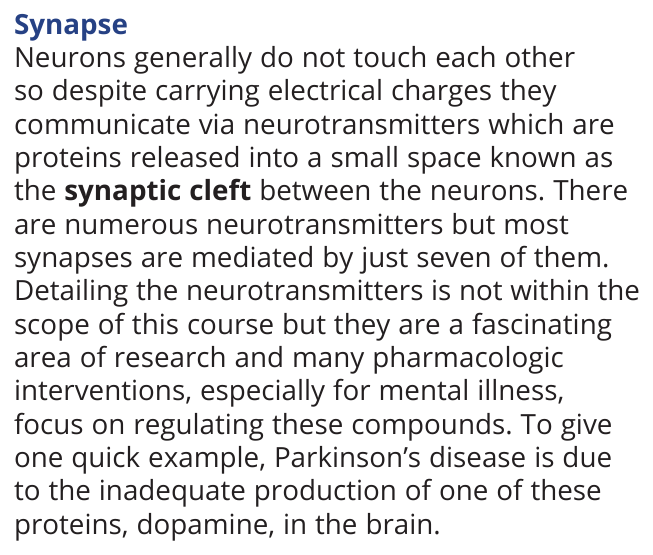 Synapse
Neurons generally do not touch each other
so despite carrying electrical charges they
communicate via neurotransmitters which are
proteins released into a small space known as
the synaptic cleft between the neurons. There
are numerous neurotransmitters but most
synapses are mediated by just seven of them.
Detailing the neurotransmitters is not within the
scope of this course but they are a fascinating
area of research and many pharmacologic
interventions, especially for mental illness,
focus on regulating these compounds. To give
one quick example, Parkinson’s disease is due
to the inadequate production of one of these
proteins, dopamine, in the brain.